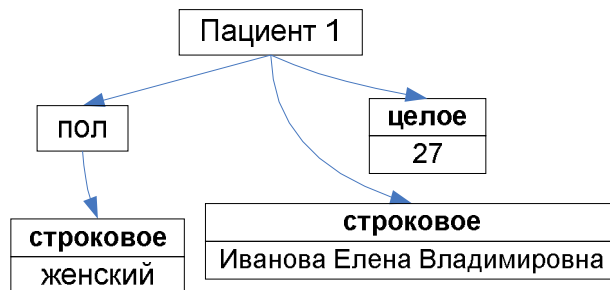 Пациент 1
пол
целое
27
строковое
женский
строковое
Иванова Елена Владимировна